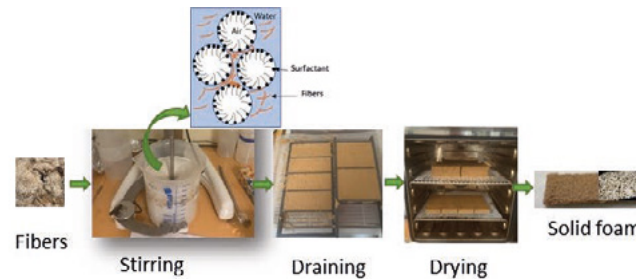 Water
Air
Surfactant
Fibers
Fibers
Stirring
Draining
Drying
Solid foam